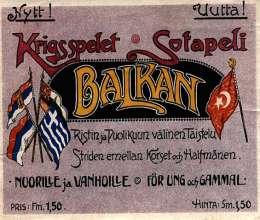 Nytt! Uutta!
Krigsspelet • Sotapeli
BALKAN
Ristin ja Puolikuun välinen Taistelu
Striden emellan Korset och Halfmånen.
• NUORILLE ja VANHOILLE • FÖR UNG och GAMMAL •
PRIS: Fm. 1,50. HINTA: Sm. 1,50